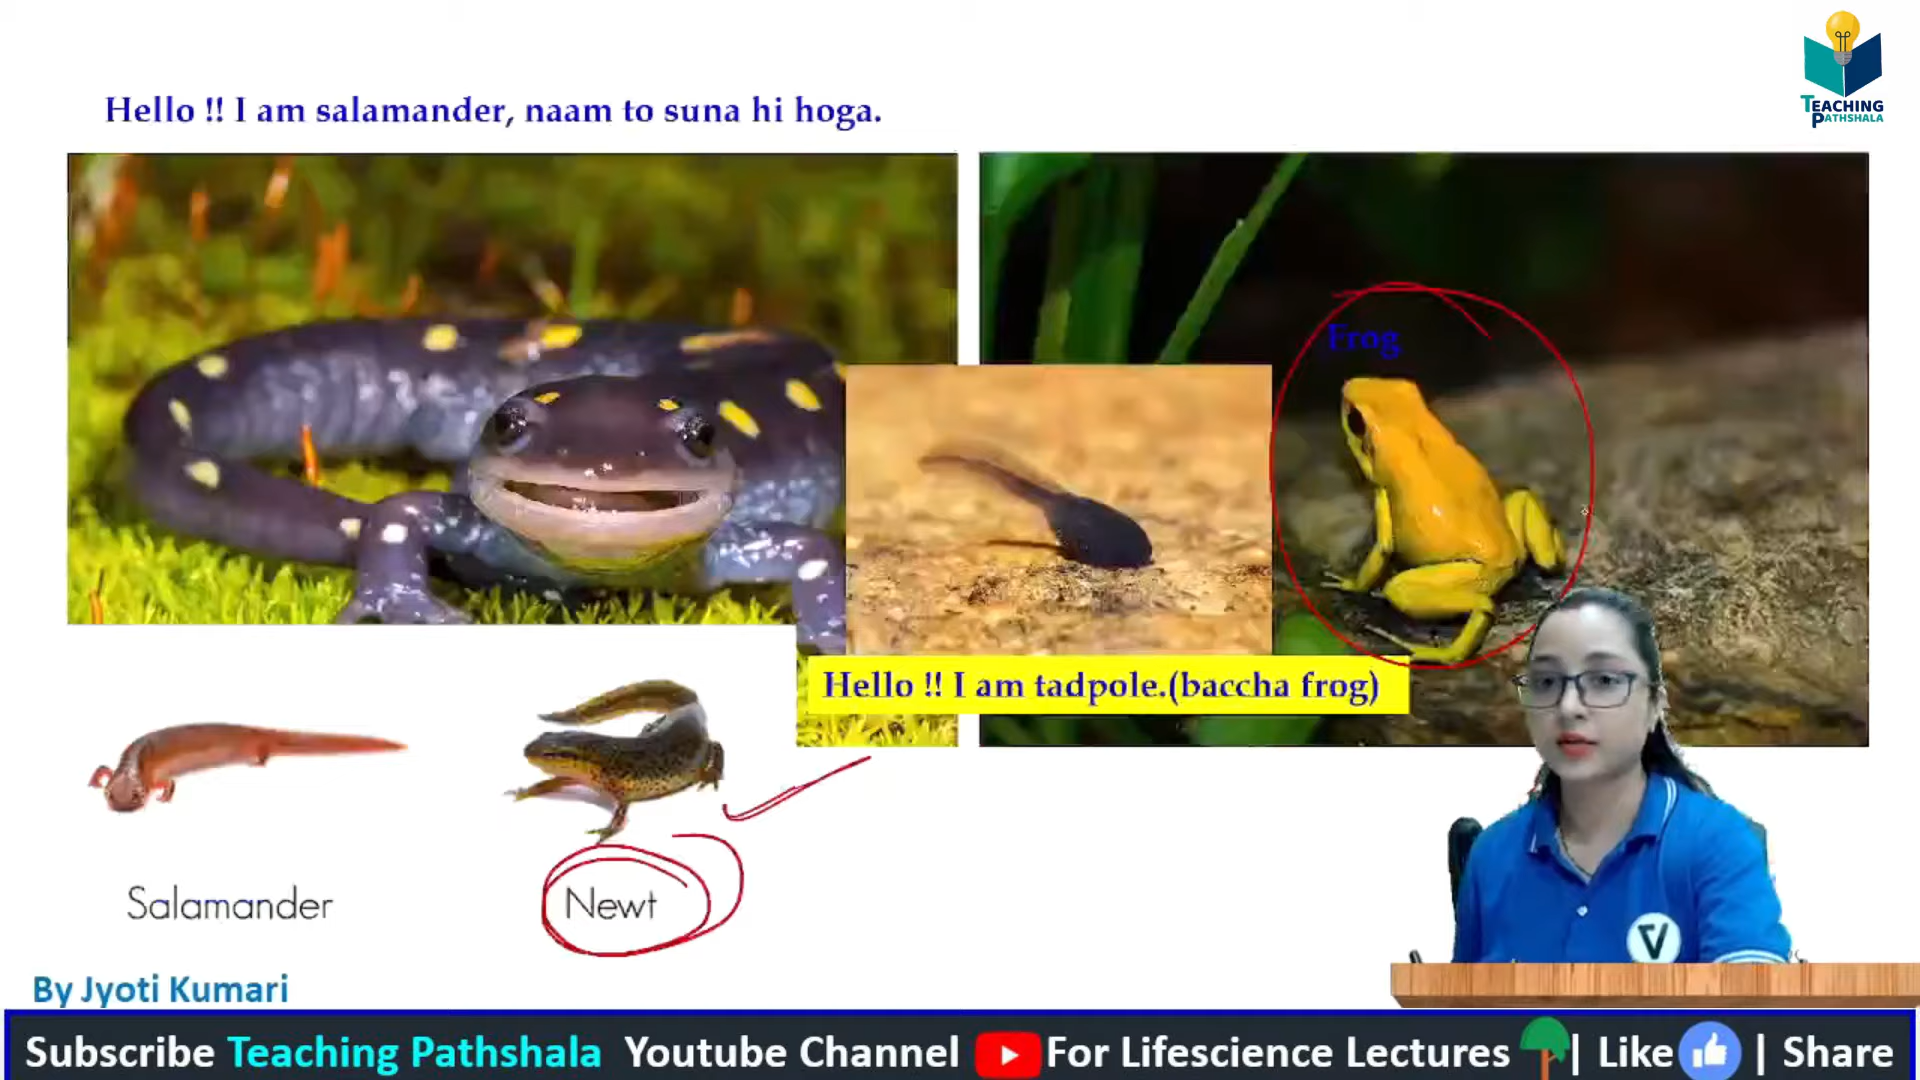 TEACHING
PATHSHALA
Hello !! I am salamander, naam to suna hi hoga.
Frog
Hello !! I am tadpole.(baccha frog)
Salamander
Newt
By Jyoti Kumari
Subscribe Teaching Pathshala Youtube Channel For Lifescience Lectures | Like | Share